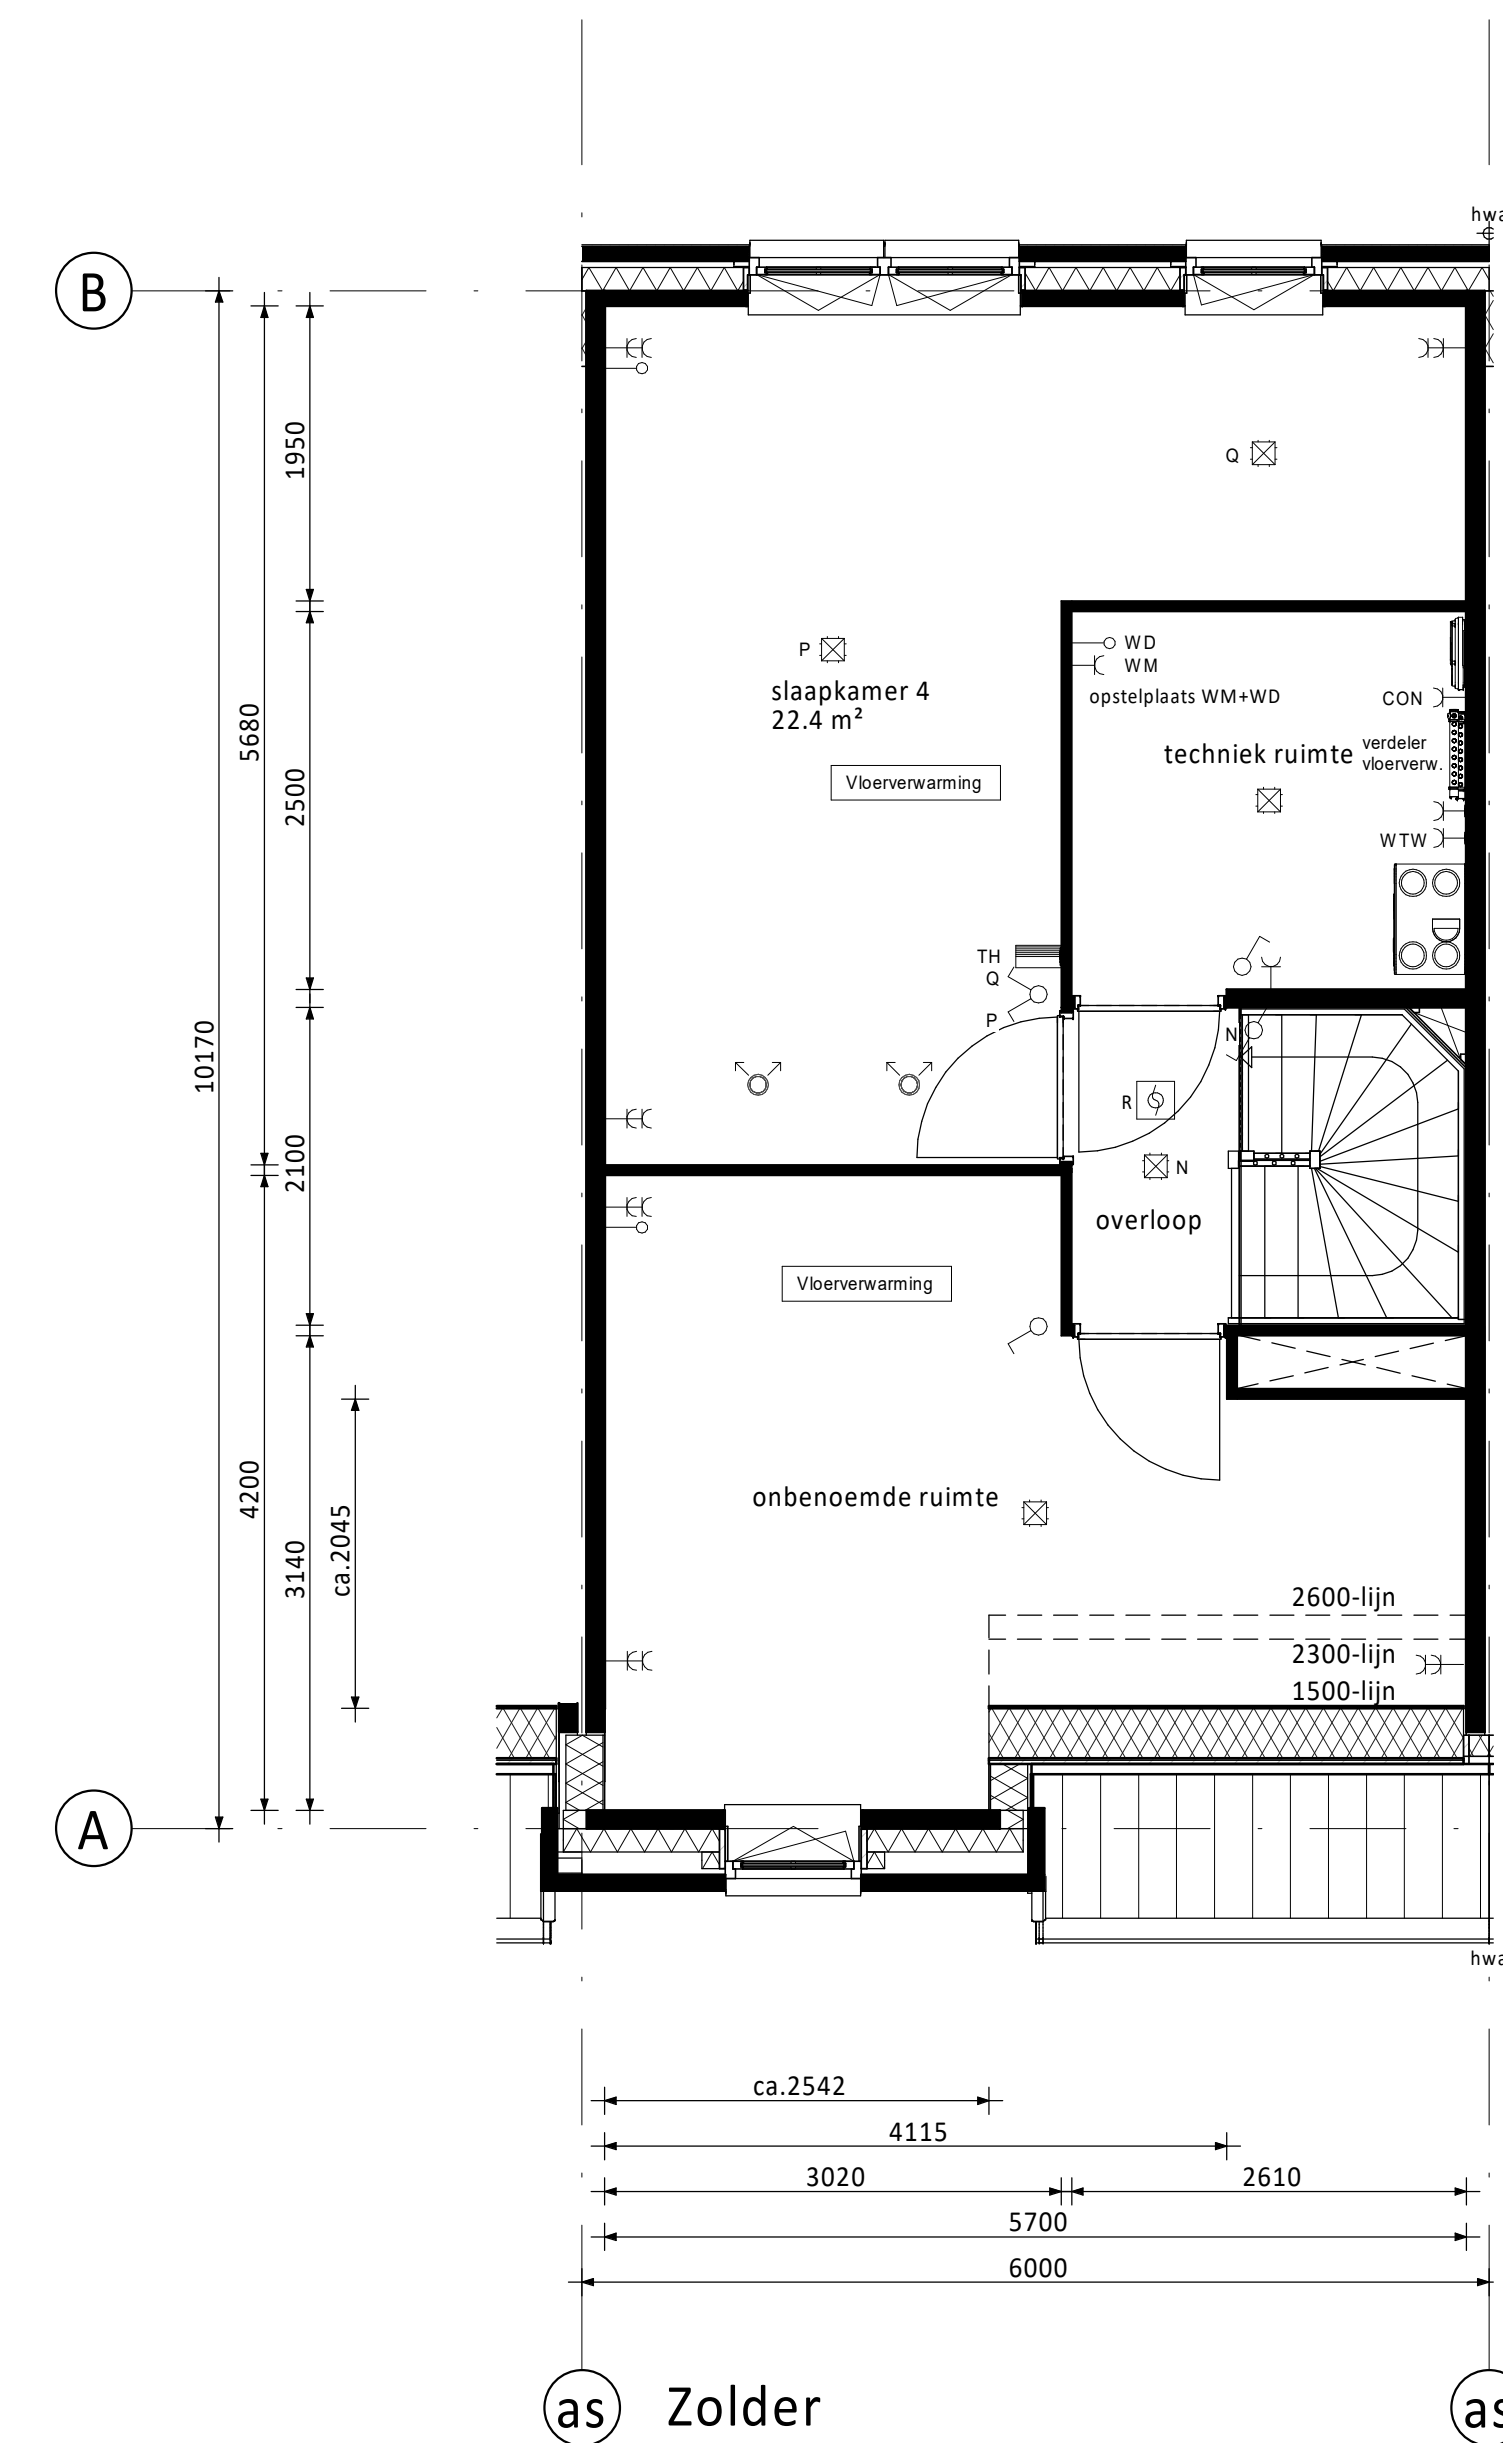 hwa
B
1950
Q
WD
P
WM
slaapkamer 4
opstelplaats WM+WD
CON
22.4 m²
5680
techniek ruimte
verdeler
vloerverw.
Vloerverwarming
2500
WTW
TH
Q
P
N
10170
R
2100
N
overloop
Vloerverwarming
4200
onbenoemde ruimte
ca.2045
3140
2600-lijn
2300-lijn
1500-lijn
A
hwa
ca.2542
4115
3020
2610
5700
6000
as
Zolder
as